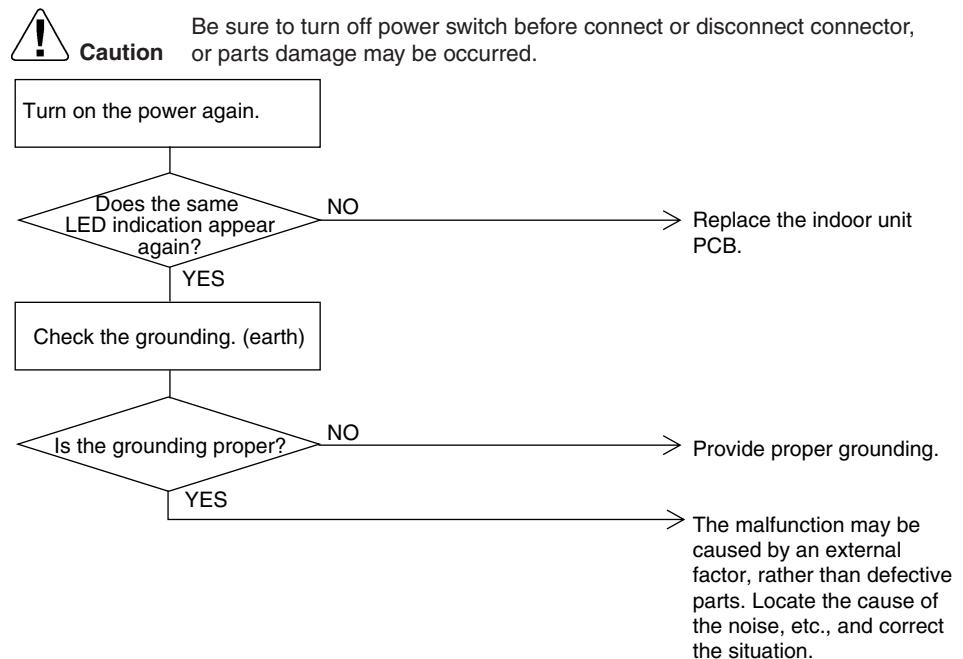 Be sure to turn off power switch before connect or disconnect connector,
Caution or parts damage may be occurred.
Turn on the power again.
Does the same
LED indication appear
again?
NO
Replace the indoor unit
PCB.
YES
Check the grounding. (earth)
Is the grounding proper?
NO
Provide proper grounding.
YES
The malfunction may be
caused by an external
factor, rather than defective
parts. Locate the cause of
the noise, etc., and correct
the situation.